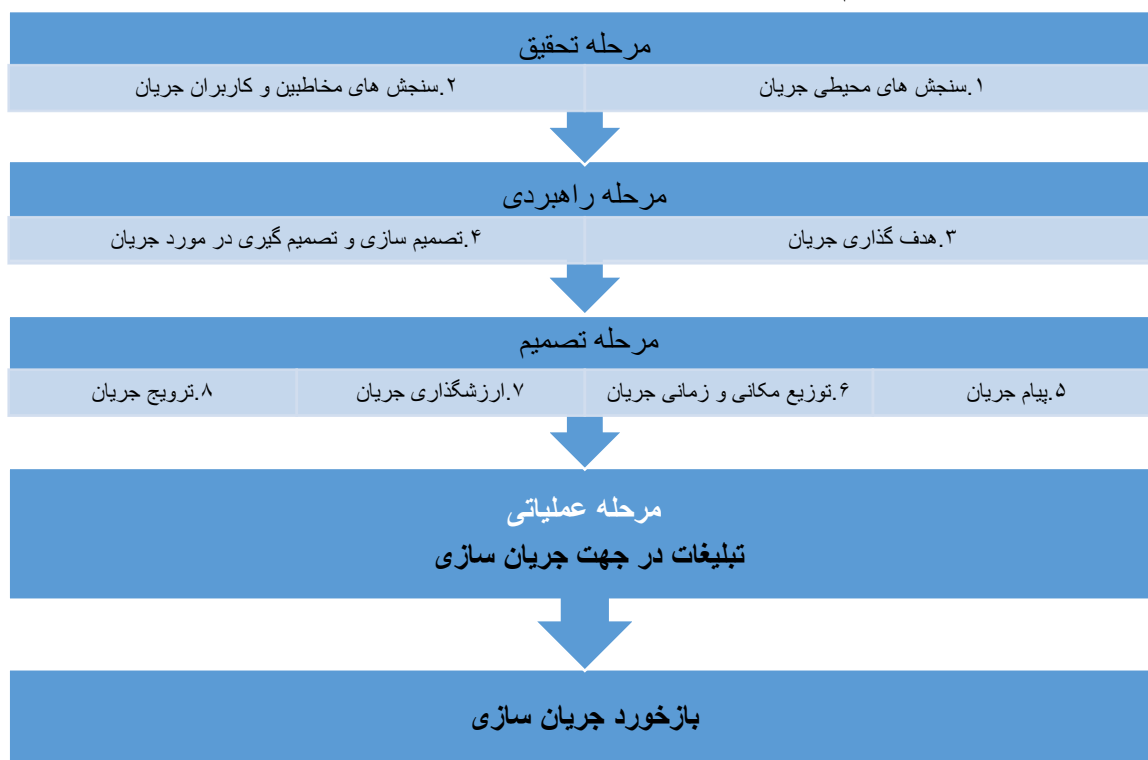 مرحله تحقیق
۱.سنجش های محیطی جریان
۲.سنجش های مخاطبین و کاربران جریان
مرحله راهبردی
۳.هدف گذاری جریان
۴.تصمیم سازی و تصمیم گیری در مورد جریان
مرحله تصمیم
۵.پیام جریان
۶.توزیع مکانی و زمانی جریان
۷.ارزشگذاری جریان
۸.ترویج جریان
مرحله عملیاتی
تبلیغات در جهت جریان سازی
بازخورد جریان سازی